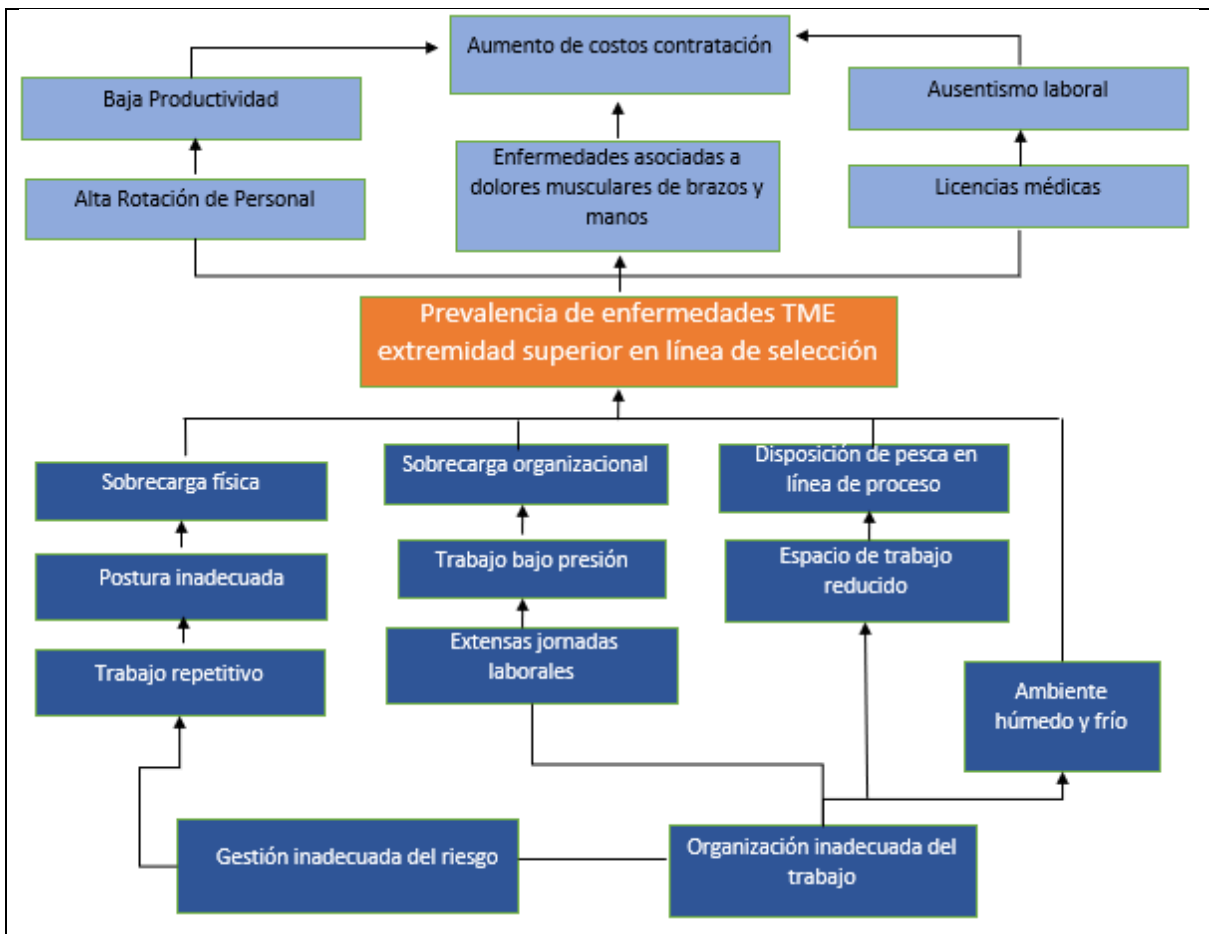 Aumento de costos contratación
Baja Productividad
Ausentismo laboral
Enfermedades asociadas a
dolores musculares de brazos y
manos
Alta Rotación de Personal
Licencias médicas
Prevalencia de enfermedades TME
extremidad superior en línea de selección
Sobrecarga física
Sobrecarga organizacional
Disposición de pesca en
línea de proceso
Postura inadecuada
Trabajo bajo presión
Espacio de trabajo
reducido
Trabajo repetitivo
Extensas jornadas
laborales
Ambiente
húmedo y frío
Gestión inadecuada del riesgo
Organización inadecuada del
trabajo